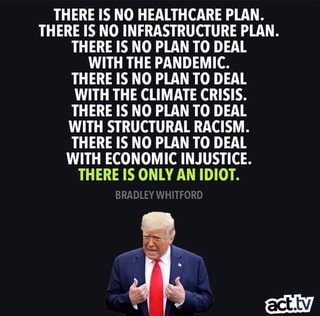 THERE IS NO HEALTHCARE PLAN.
THERE IS NO INFRASTRUCTURE PLAN.
THERE IS NO PLAN TO DEAL
WITH THE PANDEMIC.
THERE IS NO PLAN TO DEAL
WITH THE CLIMATE CRISIS.
THERE IS NO PLAN TO DEAL
WITH STRUCTURAL RACISM.
THERE IS NO PLAN TO DEAL
WITH ECONOMIC INJUSTICE.
THERE IS ONLY AN IDIOT.
BRADLEY WHITFORD
act.tv